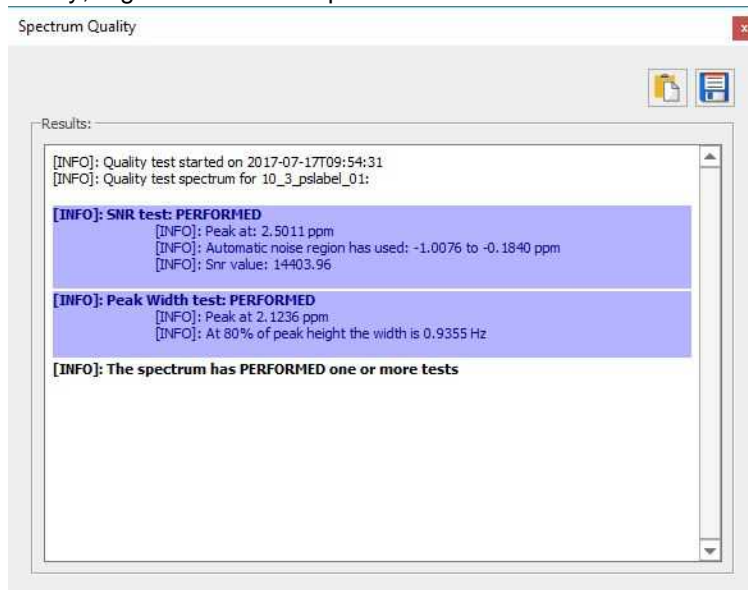 Spectrum Quality
x
Results:
[INFO]: Quality test started on 2017-07-17T09:54:31
[INFO]: Quality test spectrum for 10_3_pslabel_01:
[INFO]: SNR test: PERFORMED
[INFO]: Peak at: 2.5011 ppm
[INFO]: Automatic noise region has used: -1.0076 to -0.1840 ppm
[INFO]: Snr value: 14403.96
[INFO]: Peak Width test: PERFORMED
[INFO]: Peak at 2.1236 ppm
[INFO]: At 80% of peak height the width is 0.9355 Hz
[INFO]: The spectrum has PERFORMED one or more tests